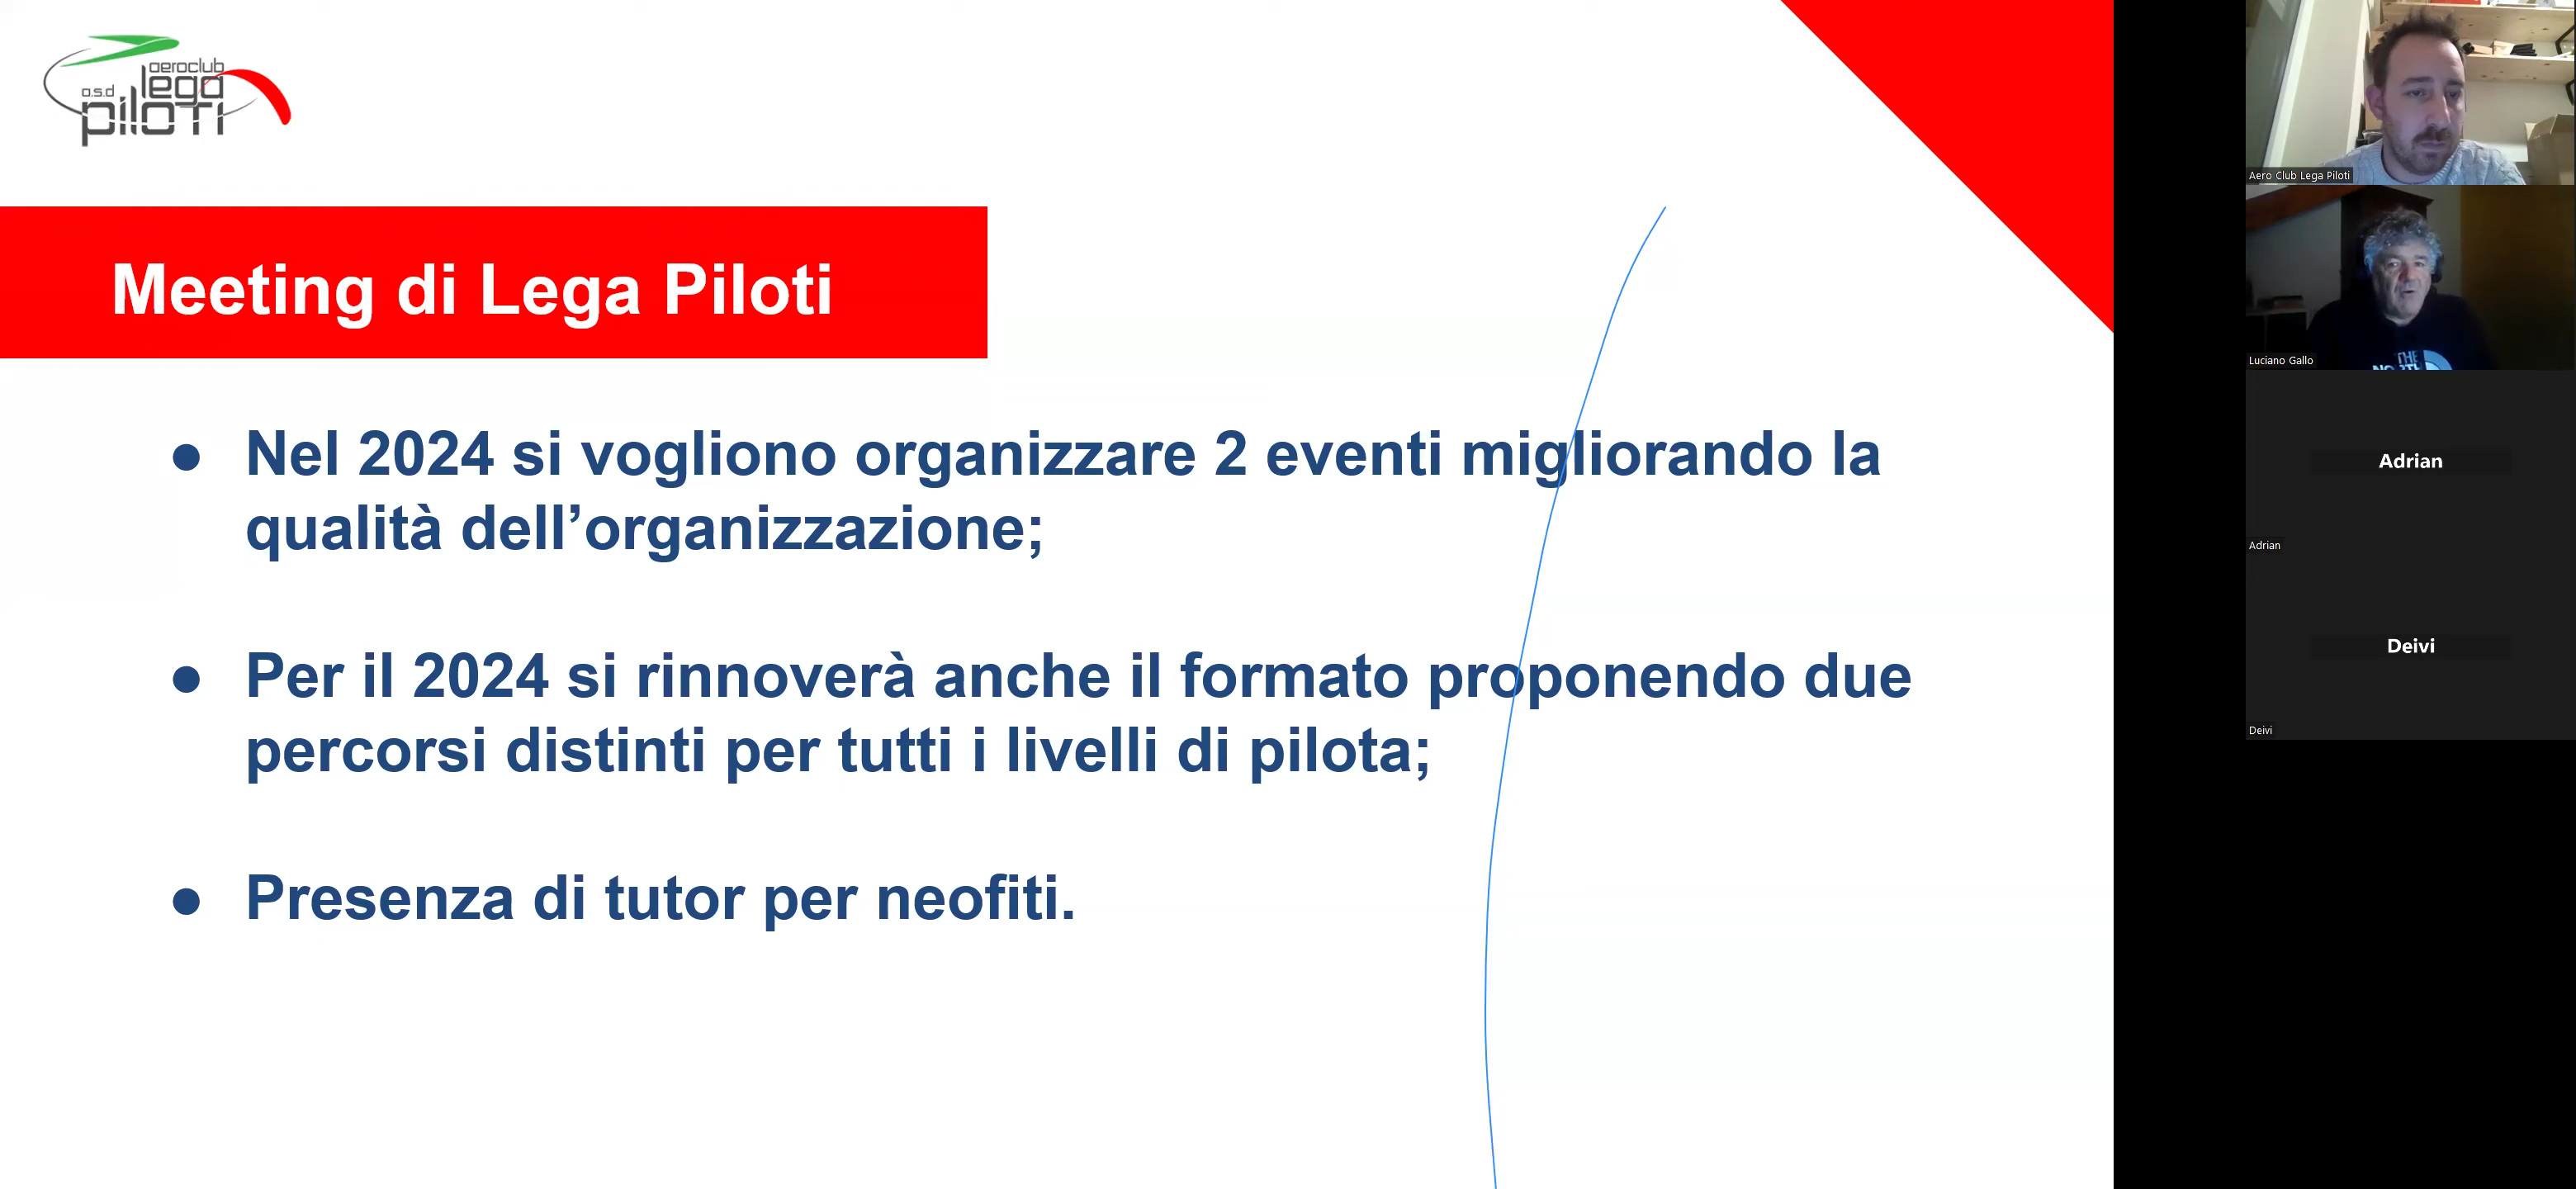 aeroclub
a.s.d lega
piloti
Meeting di Lega Piloti
● Nel 2024 si vogliono organizzare 2 eventi migliorando la
qualità dell’organizzazione;
● Per il 2024 si rinnoverà anche il formato proponendo due
percorsi distinti per tutti i livelli di pilota;
● Presenza di tutor per neofiti.
Aero Club Lega Piloti
THE
Luciano Gallo
Adrian
Adrian
Deivi
Deivi